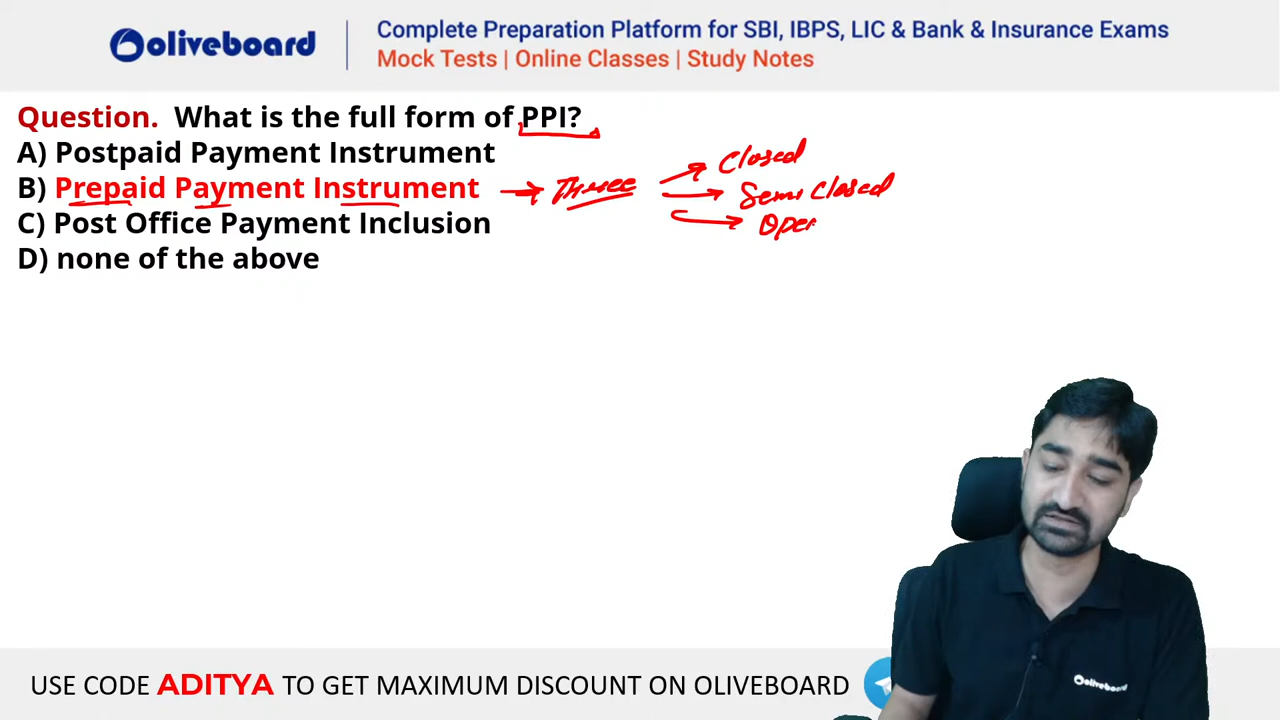 oliveboard
Complete Preparation Platform for SBI, IBPS, LIC & Bank & Insurance Exams
Mock Tests | Online Classes | Study Notes
Question. What is the full form of PPI?
A) Postpaid Payment Instrument
B) Prepaid Payment Instrument → Three
Closed
Semi Closed
Open
C) Post Office Payment Inclusion
D) none of the above
oliveboard
USE CODE ADITYA TO GET MAXIMUM DISCOUNT ON OLIVEBOARD